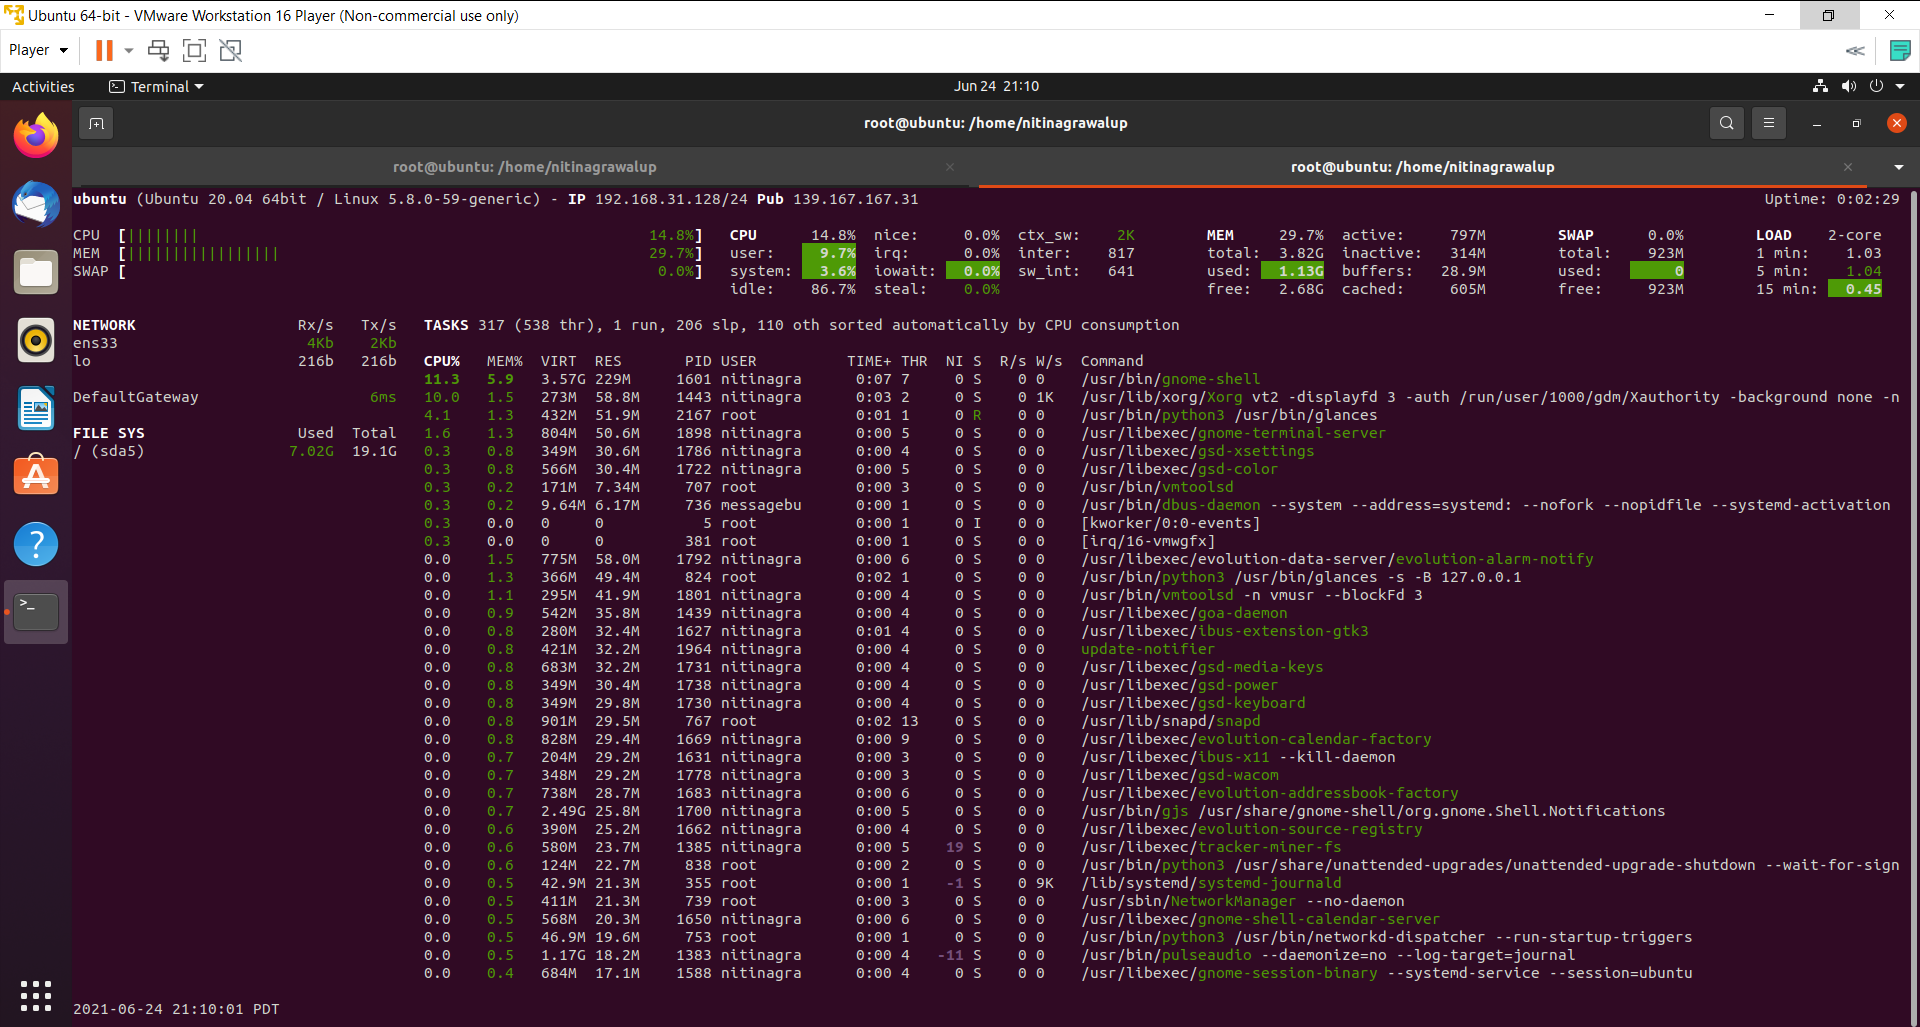 Ubuntu 64-bit - VMware Workstation 16 Player (Non-commercial use only)
Player
Activities Terminal Jun 24 21:10
root@ubuntu: /home/nitinagrawalup
root@ubuntu: /home/nitinagrawalup root@ubuntu: /home/nitinagrawalup
ubuntu (Ubuntu 20.04 64bit / Linux 5.8.0-59-generic) - IP 192.168.31.128/24 Pub 139.167.167.31 Uptime: 0:02:29
CPU [|||||||| 14.8%] CPU 14.8% nice: 0.0% ctx_sw: 2K MEM 29.7% active: 797M SWAP 0.0% LOAD 2-core
MEM [||||||||||||||||| 29.7%] user: 9.7% irq: 0.0% inter: 817 total: 3.82G inactive: 314M total: 923M 1 min: 1.03
SWAP [ 0.0%] system: 3.6% iowait: 0.0% sw_int: 641 used: 1.13G buffers: 28.9M used: 0 5 min: 1.04
idle: 86.7% steal: 0.0% free: 2.68G cached: 605M free: 923M 15 min: 0.45
NETWORK Rx/s Tx/s TASKS 317 (538 thr), 1 run, 206 slp, 110 oth sorted automatically by CPU consumption
ens33 4Kb 2Kb
lo 216b 216b CPU% MEM% VIRT RES PID USER TIME+ THR NI S R/s W/s Command
11.3 5.9 3.57G 229M 1601 nitinagra 0:07 7 0 S 0 0 /usr/bin/gnome-shell
DefaultGateway 6ms 10.0 1.5 273M 58.8M 1443 nitinagra 0:03 2 0 S 0 1K /usr/lib/xorg/Xorg vt2 -displayfd 3 -auth /run/user/1000/gdm/Xauthority -background none -n
4.1 1.3 432M 51.9M 2167 root 0:01 1 0 R 0 0 /usr/bin/python3 /usr/bin/glances
FILE SYS Used Total 1.6 1.3 804M 50.6M 1898 nitinagra 0:00 5 0 S 0 0 /usr/libexec/gnome-terminal-server
/ (sda5) 7.02G 19.1G 0.3 0.8 349M 30.6M 1786 nitinagra 0:00 4 0 S 0 0 /usr/libexec/gsd-xsettings
0.3 0.8 566M 30.4M 1722 nitinagra 0:00 5 0 S 0 0 /usr/libexec/gsd-color
0.3 0.2 171M 7.34M 707 root 0:00 3 0 S 0 0 /usr/bin/vmtoolsd
0.3 0.2 9.64M 6.17M 736 messagebu 0:00 1 0 S 0 0 /usr/bin/dbus-daemon --system --address=systemd: --nofork --nopidfile --systemd-activation
0.3 0.0 0 0 5 root 0:00 1 0 I 0 0 [kworker/0:0-events]
0.3 0.0 0 0 381 root 0:00 1 0 S 0 0 [irq/16-vmwgfx]
0.0 1.5 775M 58.0M 1792 nitinagra 0:00 6 0 S 0 0 /usr/libexec/evolution-data-server/evolution-alarm-notify
0.0 1.3 366M 49.4M 824 root 0:02 1 0 S 0 0 /usr/bin/python3 /usr/bin/glances -s -B 127.0.0.1
0.0 1.1 295M 41.9M 1801 nitinagra 0:00 4 0 S 0 0 /usr/bin/vmtoolsd -n vmusr --blockFd 3
0.0 0.9 542M 35.8M 1439 nitinagra 0:00 4 0 S 0 0 /usr/libexec/goa-daemon
0.0 0.8 280M 32.4M 1627 nitinagra 0:01 4 0 S 0 0 /usr/libexec/ibus-extension-gtk3
0.0 0.8 421M 32.2M 1964 nitinagra 0:00 4 0 S 0 0 update-notifier
0.0 0.8 683M 32.2M 1731 nitinagra 0:00 4 0 S 0 0 /usr/libexec/gsd-media-keys
0.0 0.8 349M 30.4M 1738 nitinagra 0:00 4 0 S 0 0 /usr/libexec/gsd-power
0.0 0.8 349M 29.8M 1730 nitinagra 0:00 4 0 S 0 0 /usr/libexec/gsd-keyboard
0.0 0.8 901M 29.5M 767 root 0:02 13 0 S 0 0 /usr/lib/snapd/snapd
0.0 0.8 828M 29.4M 1669 nitinagra 0:00 9 0 S 0 0 /usr/libexec/evolution-calendar-factory
0.0 0.7 204M 29.2M 1631 nitinagra 0:00 3 0 S 0 0 /usr/libexec/ibus-x11 --kill-daemon
0.0 0.7 348M 29.2M 1778 nitinagra 0:00 3 0 S 0 0 /usr/libexec/gsd-wacom
0.0 0.7 738M 28.7M 1683 nitinagra 0:00 6 0 S 0 0 /usr/libexec/evolution-addressbook-factory
0.0 0.7 2.49G 25.8M 1700 nitinagra 0:00 5 0 S 0 0 /usr/bin/gjs /usr/share/gnome-shell/org.gnome.Shell.Notifications
0.0 0.6 390M 25.2M 1662 nitinagra 0:00 4 0 S 0 0 /usr/libexec/evolution-source-registry
0.0 0.6 580M 23.7M 1385 nitinagra 0:00 5 19 S 0 0 /usr/libexec/tracker-miner-fs
0.0 0.6 124M 22.7M 838 root 0:00 2 0 S 0 0 /usr/bin/python3 /usr/share/unattended-upgrades/unattended-upgrade-shutdown --wait-for-sign
0.0 0.5 42.9M 21.3M 355 root 0:00 1 -1 S 0 9K /lib/systemd/systemd-journald
0.0 0.5 411M 21.3M 739 root 0:00 3 0 S 0 0 /usr/sbin/NetworkManager --no-daemon
0.0 0.5 568M 20.3M 1650 nitinagra 0:00 6 0 S 0 0 /usr/libexec/gnome-shell-calendar-server
0.0 0.5 46.9M 19.6M 753 root 0:00 1 0 S 0 0 /usr/bin/python3 /usr/bin/networkd-dispatcher --run-startup-triggers
0.0 0.5 1.17G 18.2M 1383 nitinagra 0:00 4 -11 S 0 0 /usr/bin/pulseaudio --daemonize=no --log-target=journal
0.0 0.4 684M 17.1M 1588 nitinagra 0:00 4 0 S 0 0 /usr/libexec/gnome-session-binary --systemd-service --session=ubuntu
2021-06-24 21:10:01 PDT